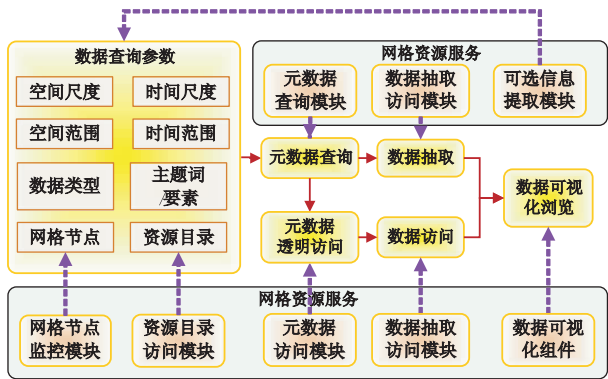 数据查询参数
空间尺度
时间尺度
空间范围
时间范围
数据类型
主题词
/要素
网格节点
资源目录
网格资源服务
元数据
查询模块
数据抽取
访问模块
可选信息
提取模块
元数据查询
数据抽取
元数据
透明访问
数据访问
数据可视
化浏览
网格资源服务
网格节点
监控模块
资源目录
访问模块
元数据
访问模块
数据抽取
访问模块
数据可视
化组件